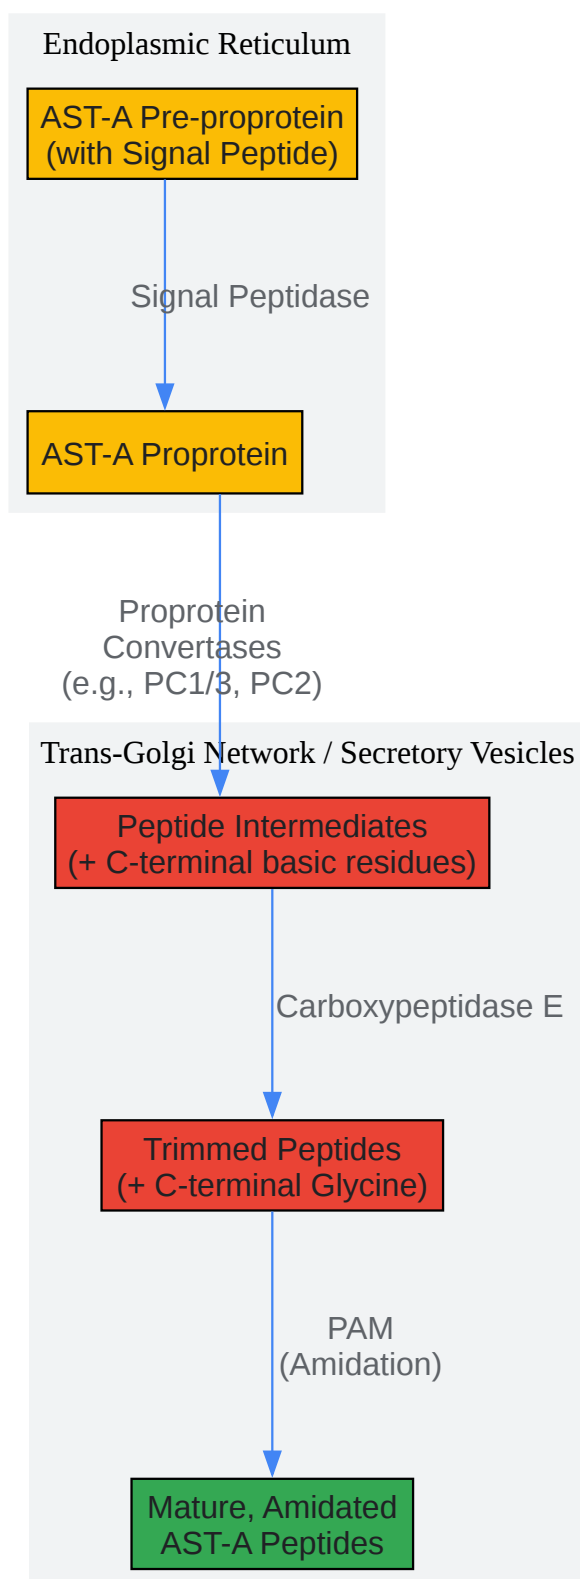 Endoplasmic Reticulum
AST-A Pre-proprotein
(with Signal Peptide)
Signal Peptidase
AST-A Proprotein
Proprotein
Convertases
(e.g., PC1/3, PC2)
Trans-Golgi Network / Secretory Vesicles
Peptide Intermediates
(+ C-terminal basic residues)
Carboxypeptidase E
Trimmed Peptides
(+ C-terminal Glycine)
PAM
(Amidation)
Mature, Amidated
AST-A Peptides